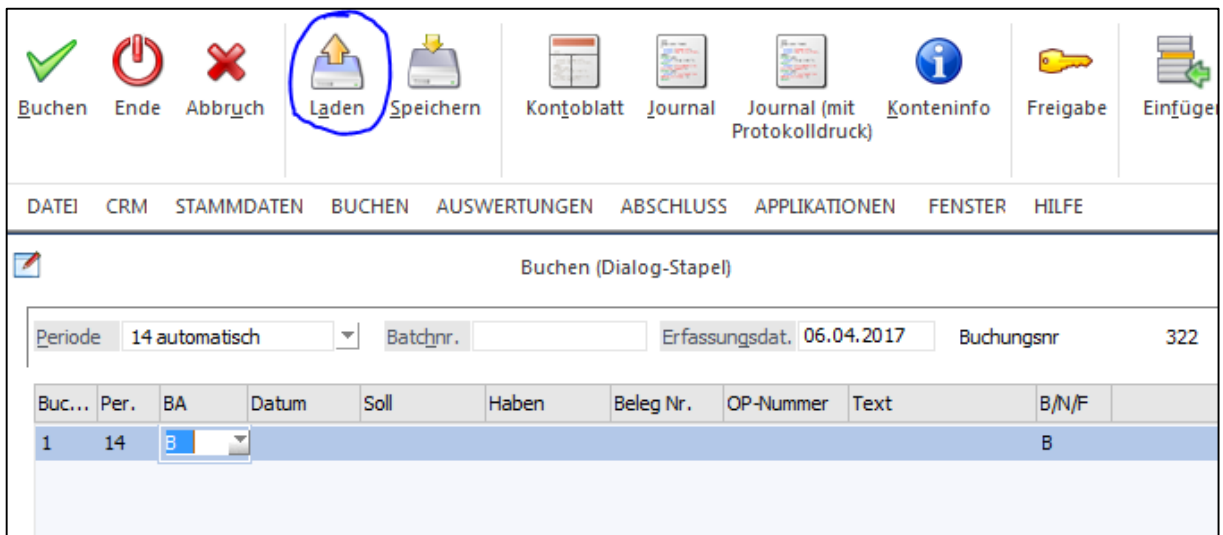 Buchen Ende Abbruch Laden Speichern Kontoblatt Journal Journal (mit Protokolldruck) Konteninfo Freigabe Einfüger
DATEI CRM STAMMDATEN BUCHEN AUSWERTUNGEN ABSCHLUSS APPLIKATIONEN FENSTER HILFE
Buchen (Dialog-Stapel)
Periode 14 automatisch Batchnr. Erfassungsdat. 06.04.2017 Buchungsnr 322
Buc... Per. BA Datum Soll Haben Beleg Nr. OP-Nummer Text B/N/F
1 14 B B